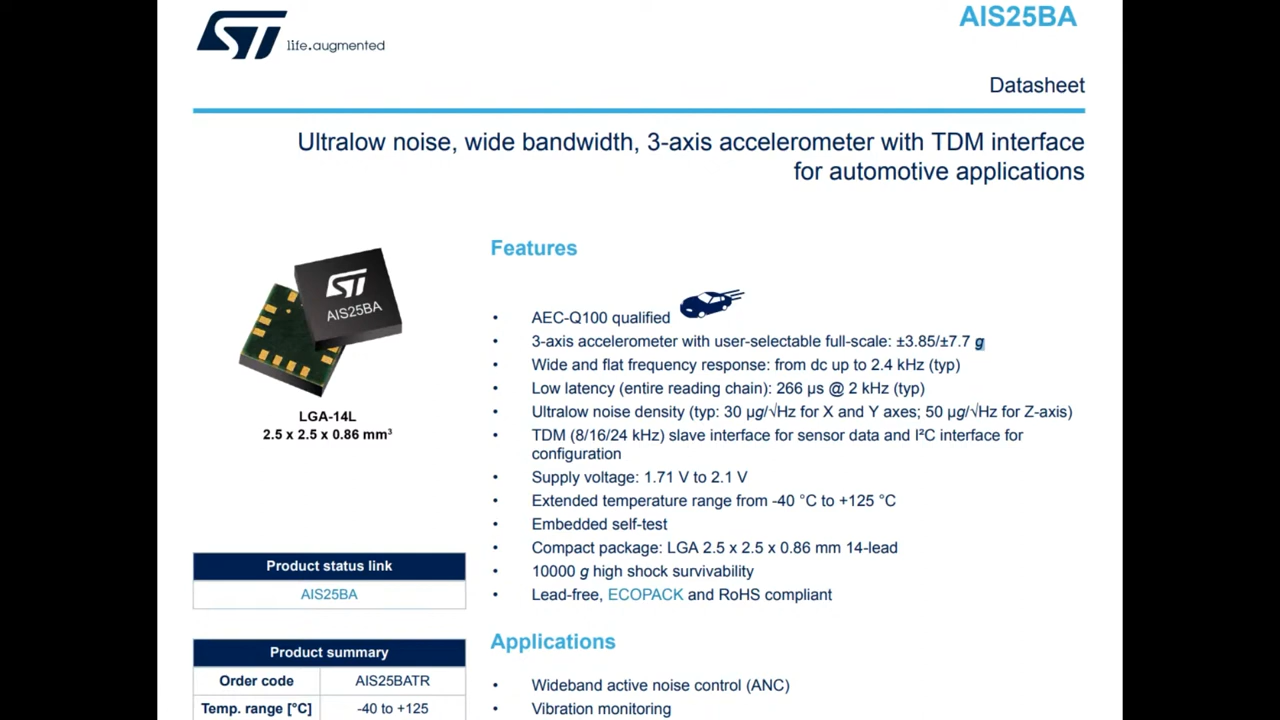 ST life.augmented
AIS25BA
Datasheet
Ultralow noise, wide bandwidth, 3-axis accelerometer with TDM interface
for automotive applications
ST
AIS25BA
LGA-14L
2.5 x 2.5 x 0.86 mm³
Product status link
AIS25BA
Product summary
Order code AIS25BATR
Temp. range [°C] -40 to +125
Features
• AEC-Q100 qualified
• 3-axis accelerometer with user-selectable full-scale: ±3.85/±7.7 g
• Wide and flat frequency response: from dc up to 2.4 kHz (typ)
• Low latency (entire reading chain): 266 µs @ 2 kHz (typ)
• Ultralow noise density (typ: 30 µg/√Hz for X and Y axes; 50 µg/√Hz for Z-axis)
• TDM (8/16/24 kHz) slave interface for sensor data and I²C interface for
configuration
• Supply voltage: 1.71 V to 2.1 V
• Extended temperature range from -40 °C to +125 °C
• Embedded self-test
• Compact package: LGA 2.5 x 2.5 x 0.86 mm 14-lead
• 10000 g high shock survivability
• Lead-free, ECOPACK and RoHS compliant
Applications
• Wideband active noise control (ANC)
• Vibration monitoring